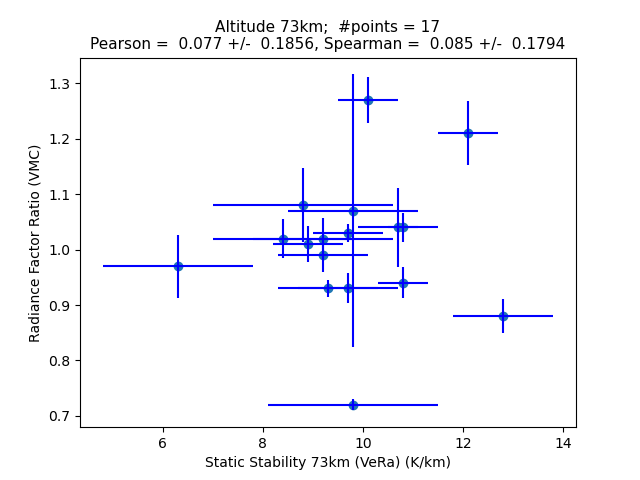 Altitude 73km;  #points = 17
Pearson =  0.077 +/-  0.1856, Spearman =  0.085 +/-  0.1794
Radiance Factor Ratio (VMC)
1.3
1.2
1.1
1.0
0.9
0.8
0.7
6 8 10 12 14
Static Stability 73km (VeRa) (K/km)